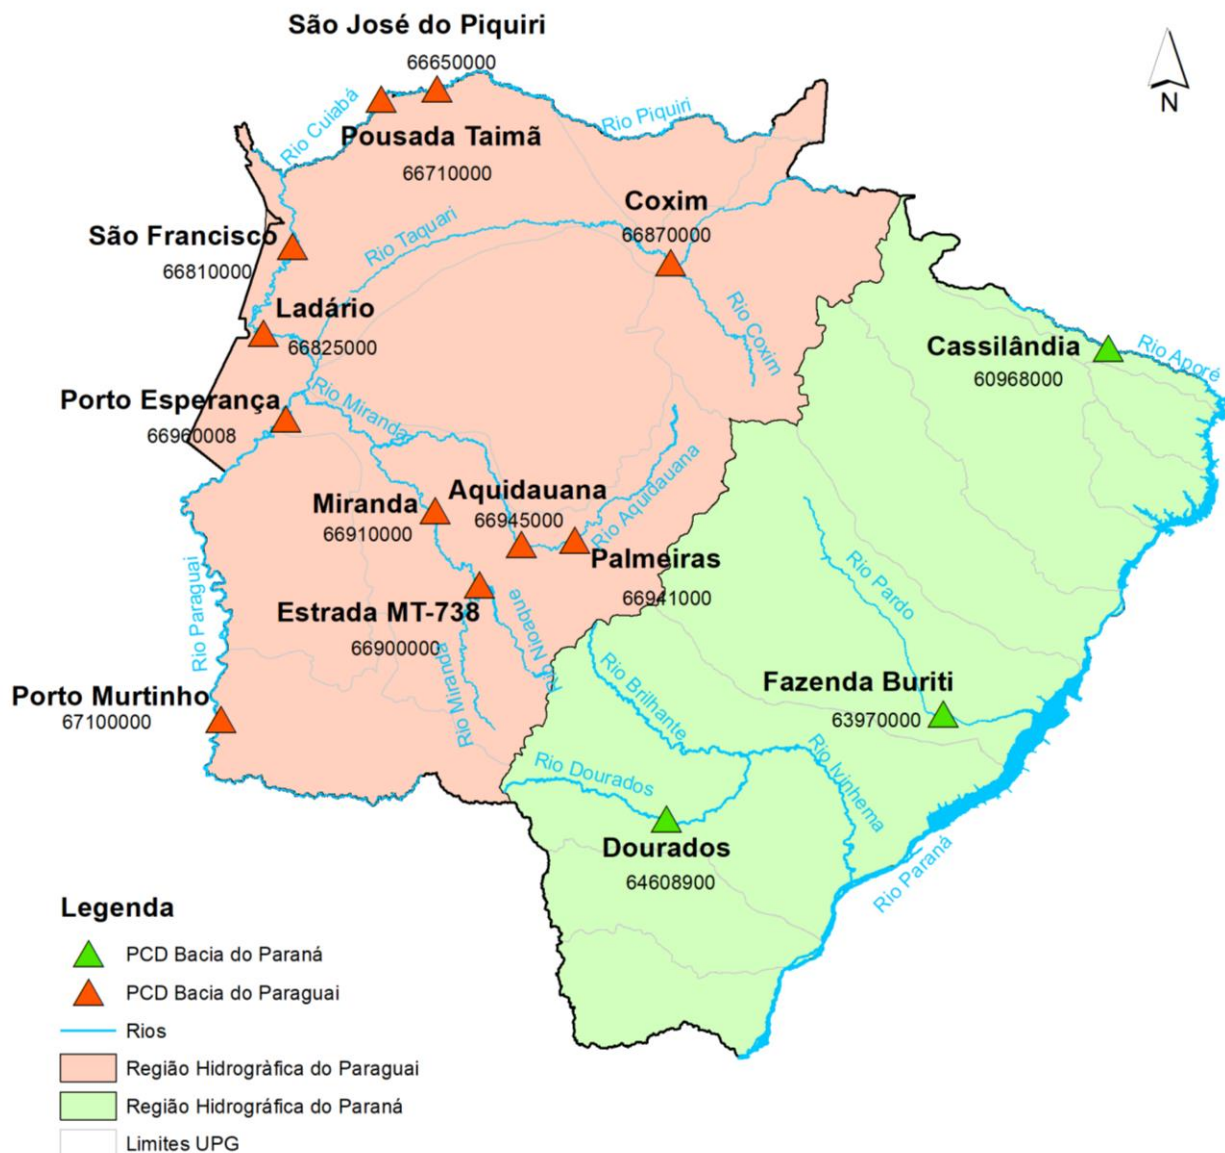 São José do Piquiri
66650000
N
Rio Cuiabá
Rio Piquiri
Pousada Taimã
66710000
Coxim
66870000
São Francisco
66810000
Rio Taquari
Ladário
66825000
Rio Coxim
Cassilândia
60968000
Rio Aporé
Porto Esperança
66960008
Rio Miranda
Miranda
66910000
Aquidauana
66945000
Rio Aquidauana
Palmeiras
66941000
Rio Paraguai
Estrada MT-738
66900000
Rio Nioaque
Rio Miranda
Rio Pardo
Porto Murtinho
67100000
Rio Brilhante
Fazenda Buriti
63970000
Rio Dourados
Rio Ivinhema
Dourados
64608900
Rio Paraná
Legenda
PCD Bacia do Paraná
PCD Bacia do Paraguai
Rios
Região Hidrogràfica do Paraguai
Região Hidrográfica do Paraná
Limites UPG